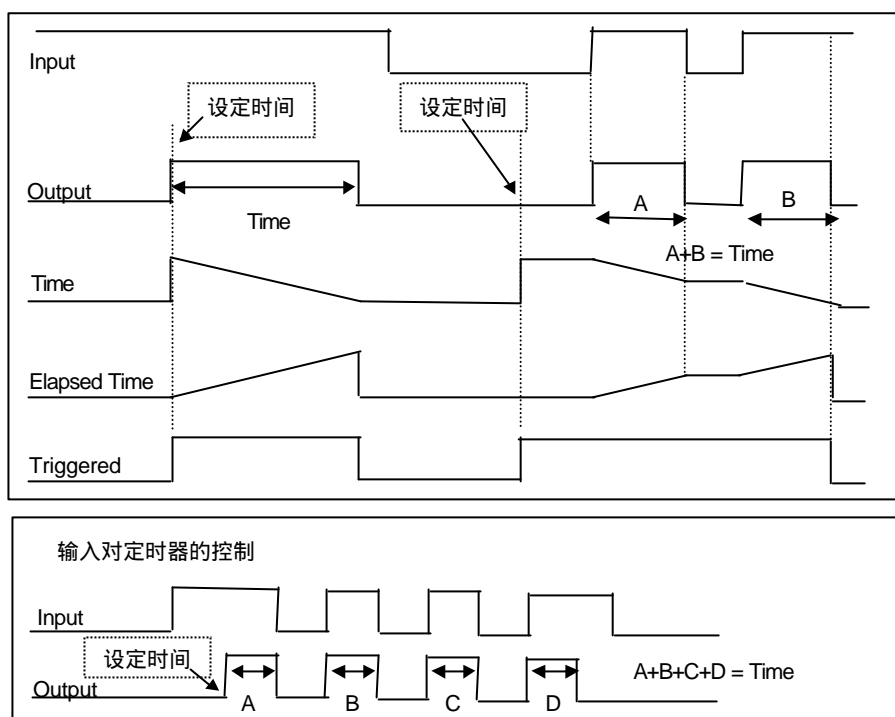 Input
设定时间
设定时间
Output
Time
A
B
A+B = Time
Time
Elapsed Time
Triggered
输入对定时器的控制
Input
设定时间
Output
A
B
C
D
A+B+C+D = Time